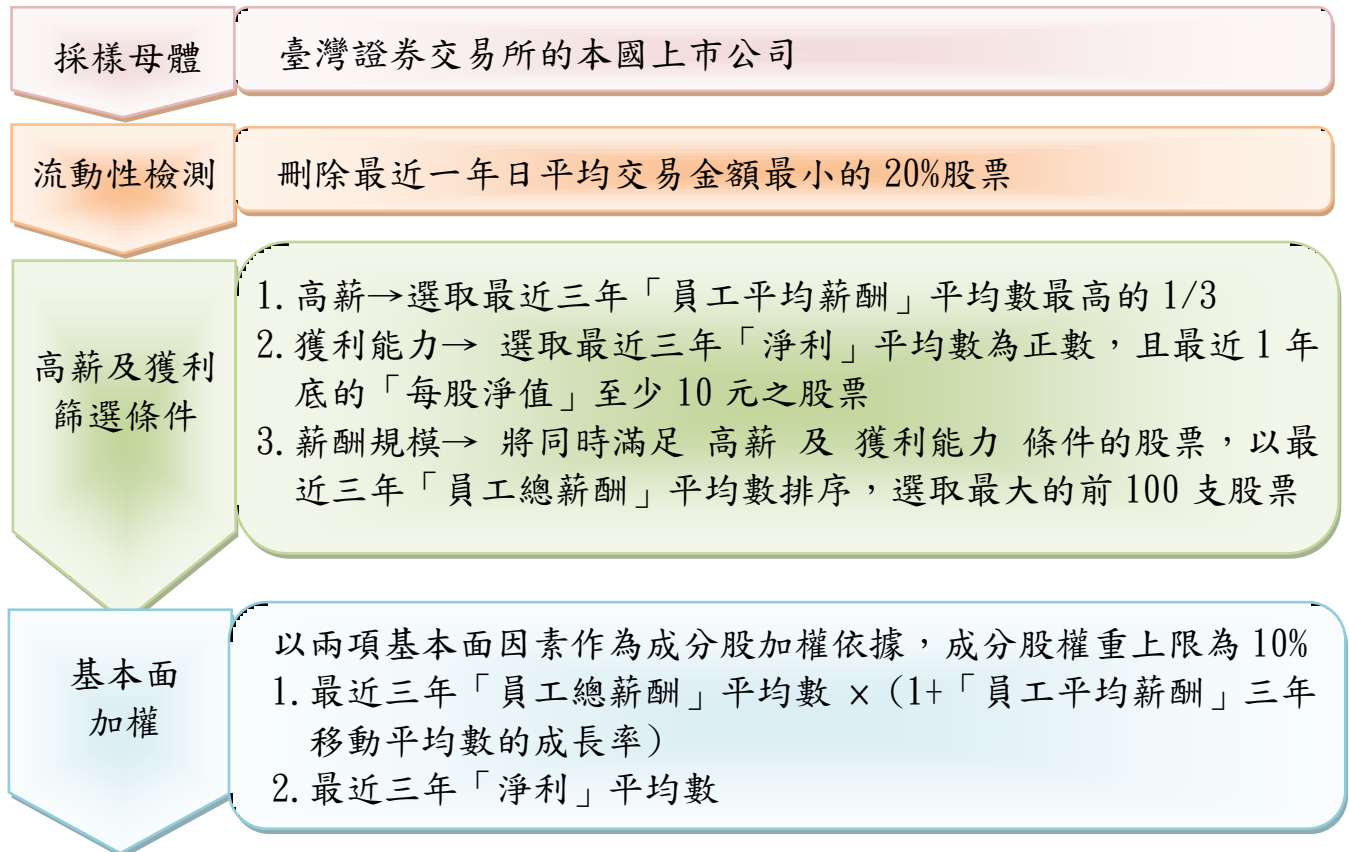 採樣母體
臺灣證券交易所的本國上市公司
流動性檢測
刪除最近一年日平均交易金額最小的 20%股票
高薪及獲利
篩選條件
1.高薪→選取最近三年「員工平均薪酬」平均數最高的 1/3
2.獲利能力→ 選取最近三年「淨利」平均數為正數，且最近 1 年
底的「每股淨值」至少 10 元之股票
3.薪酬規模→ 將同時滿足 高薪 及 獲利能力 條件的股票，以最
近三年「員工總薪酬」平均數排序，選取最大的前 100 支股票
基本面
加權
以兩項基本面因素作為成分股加權依據，成分股權重上限為 10%
1.最近三年「員工總薪酬」平均數 ×（1+「員工平均薪酬」三年
移動平均數的成長率）
2.最近三年「淨利」平均數